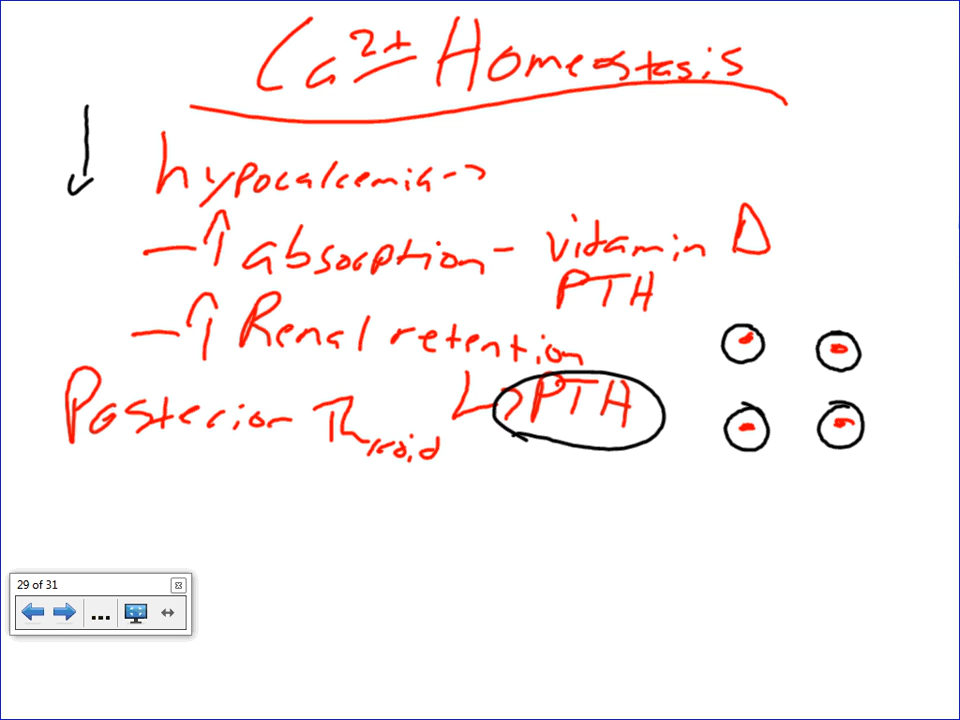 Ca²⁺ Homeostasis
↓ hypocalcemia →
- ↑ absorption - vitamin D
PTH
- ↑ Renal retention
↳ PTH
Posterior Thyroid
29 of 31
...